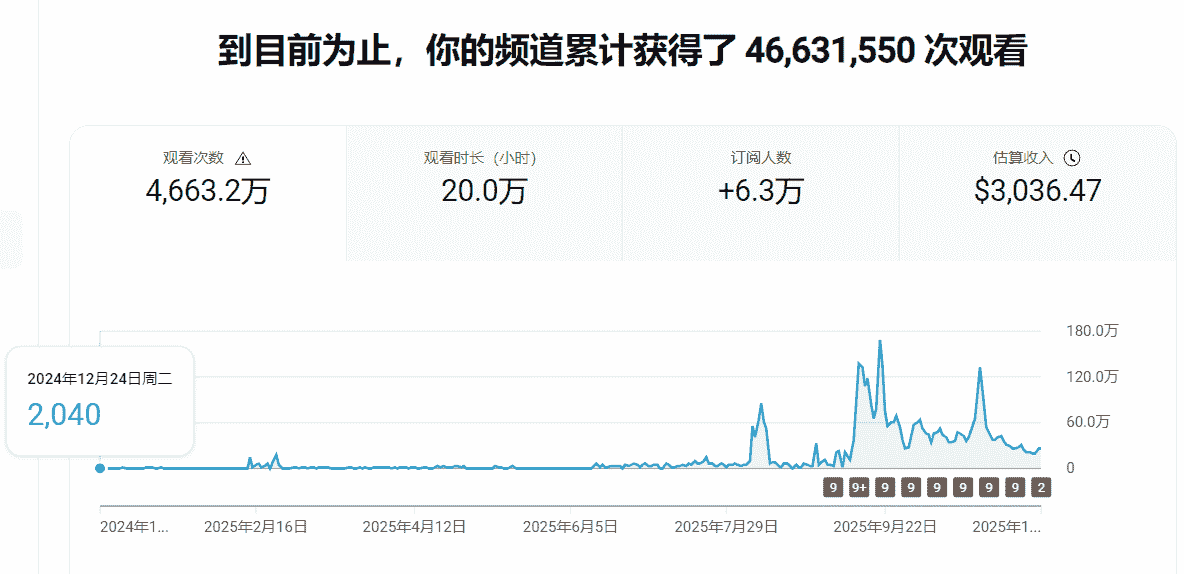 到目前为止，你的频道累计获得了 46,631,550 次观看
观看次数
4,663.2万
观看时长（小时）
20.0万
订阅人数
+6.3万
估算收入
$3,036.47
180.0万
120.0万
60.0万
0
2024年12月24日周二
2,040
9 9+ 9 9 9 9 9 9 2
2024年1... 2025年2月16日 2025年4月12日 2025年6月5日 2025年7月29日 2025年9月22日 2025年1...